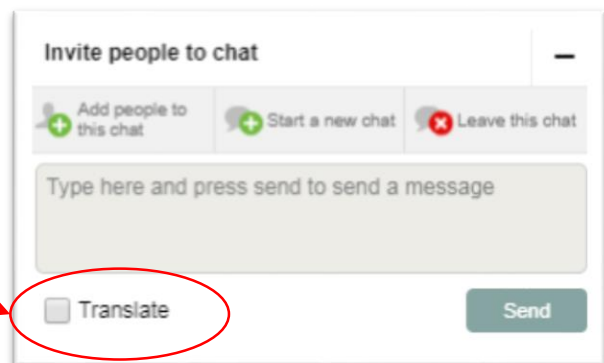 Invite people to chat
Add people to
this chat
Start a new chat
Leave this chat
Type here and press send to send a message
Translate
Send